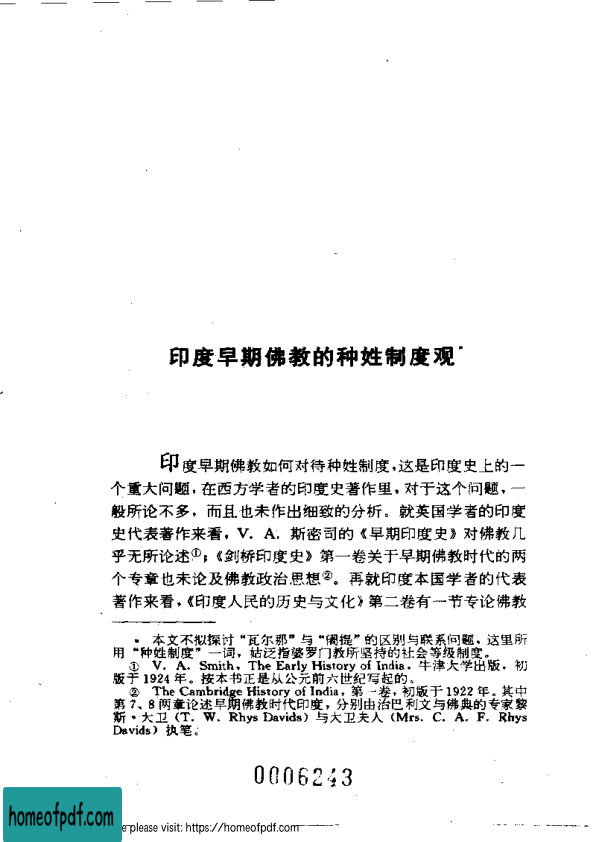 印度早期佛教的种姓制度观*
印度早期佛教如何对待种姓制度，这是印度史上的一
个重大问题，在西方学者的印度史著作里，对于这个问题，一
般所论不多，而且也未作出细致的分析。就英国学者的印度
史代表著作来看，V. A. 斯密司的《早期印度史》对佛教几
乎无所论述①；《剑桥印度史》第一卷关于早期佛教时代的两
个专章也未论及佛教政治思想②。再就印度本国学者的代表
著作来看，《印度人民的历史与文化》第二卷有一节专论佛教
* 本文不拟探讨“瓦尔那”与“阇提”的区别与联系问题，这里所
用“种姓制度”一词，姑泛指婆罗门教所坚持的社会等级制度。
① V. A. Smith, The Early History of India, 牛津大学出版，初
版于 1924 年。按本书正是从公元前六世纪写起的。
② The Cambridge History of India, 第一卷，初版于 1922 年。其中
第7、8两章论述早期佛教时代印度，分别由治巴利文与佛典的专家黎
斯·大卫（T. W. Rhys Davids）与大卫夫人（Mrs. C. A. F. Rhys
Davids）执笔。
0006243
homeofpdf.com
please visit: https://homeofpdf.com